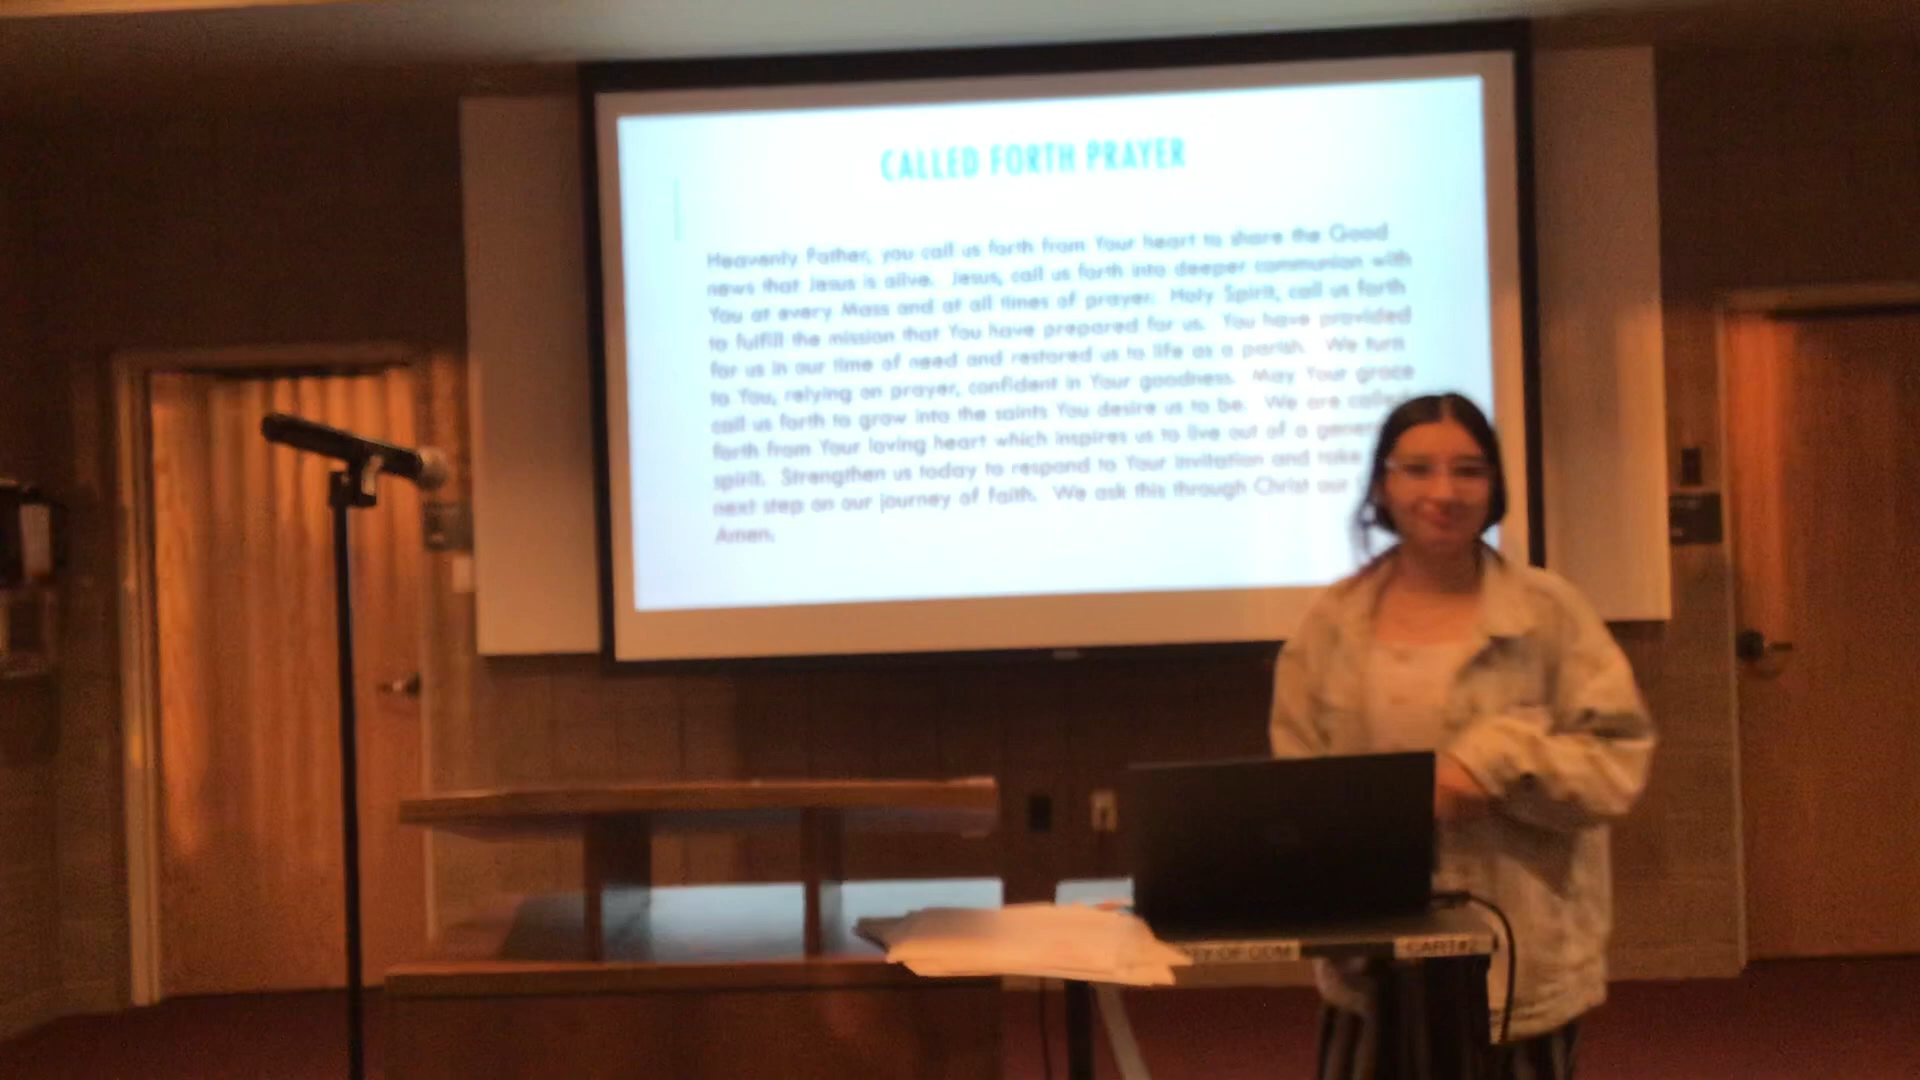 CALLED FORTH PRAYER
Heavenly Father, you call us forth from Your heart to share the Good
news that Jesus is alive. Jesus, call us forth into deeper communion with
You at every Mass and at all times of prayer. Holy Spirit, call us forth
to fulfill the mission that You have prepared for us. You have provided
for us in our time of need and restored us to life as a parish. We turn
to You, relying on prayer, confident in Your goodness. May Your grace
call us forth to grow into the saints You desire us to be. We are called
forth from Your loving heart which inspires us to live out of a
spirit. Strengthen us today to respond to Your invitation and take
next step on our journey of faith. We ask this through Christ our
Amen.
TY OF DOM CART#2